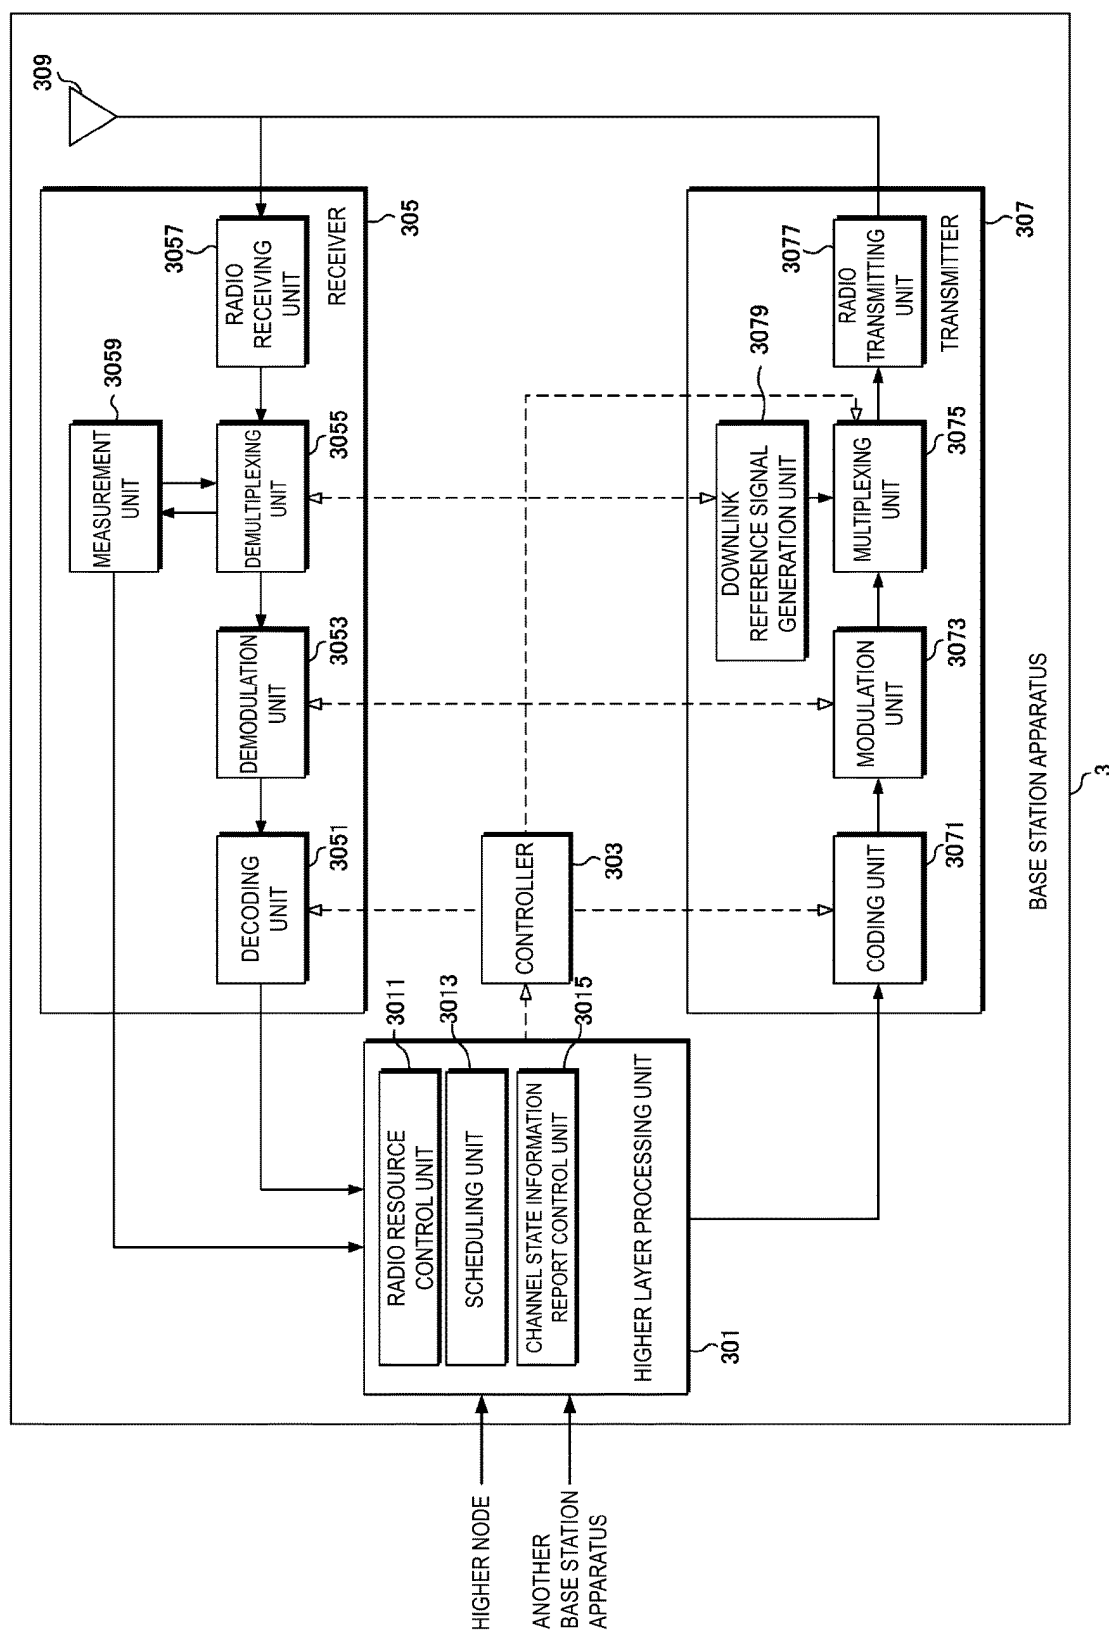 HIGHER NODE
ANOTHER
BASE STATION
APPARATUS
301
HIGHER LAYER PROCESSING UNIT
RADIO RESOURCE
CONTROL UNIT
3011
SCHEDULING UNIT
3013
CHANNEL STATE INFORMATION
REPORT CONTROL UNIT
3015
CONTROLLER
303
305
RECEIVER
DECODING
UNIT
3051
DEMODULATION
UNIT
3053
DEMULTIPLEXING
UNIT
3055
RADIO
RECEIVING
UNIT
3057
MEASUREMENT
UNIT
3059
309
307
TRANSMITTER
CODING UNIT
3071
MODULATION
UNIT
3073
MULTIPLEXING
UNIT
3075
RADIO
TRANSMITTING
UNIT
3077
DOWNLINK
REFERENCE SIGNAL
GENERATION UNIT
3079
BASE STATION APPARATUS
3